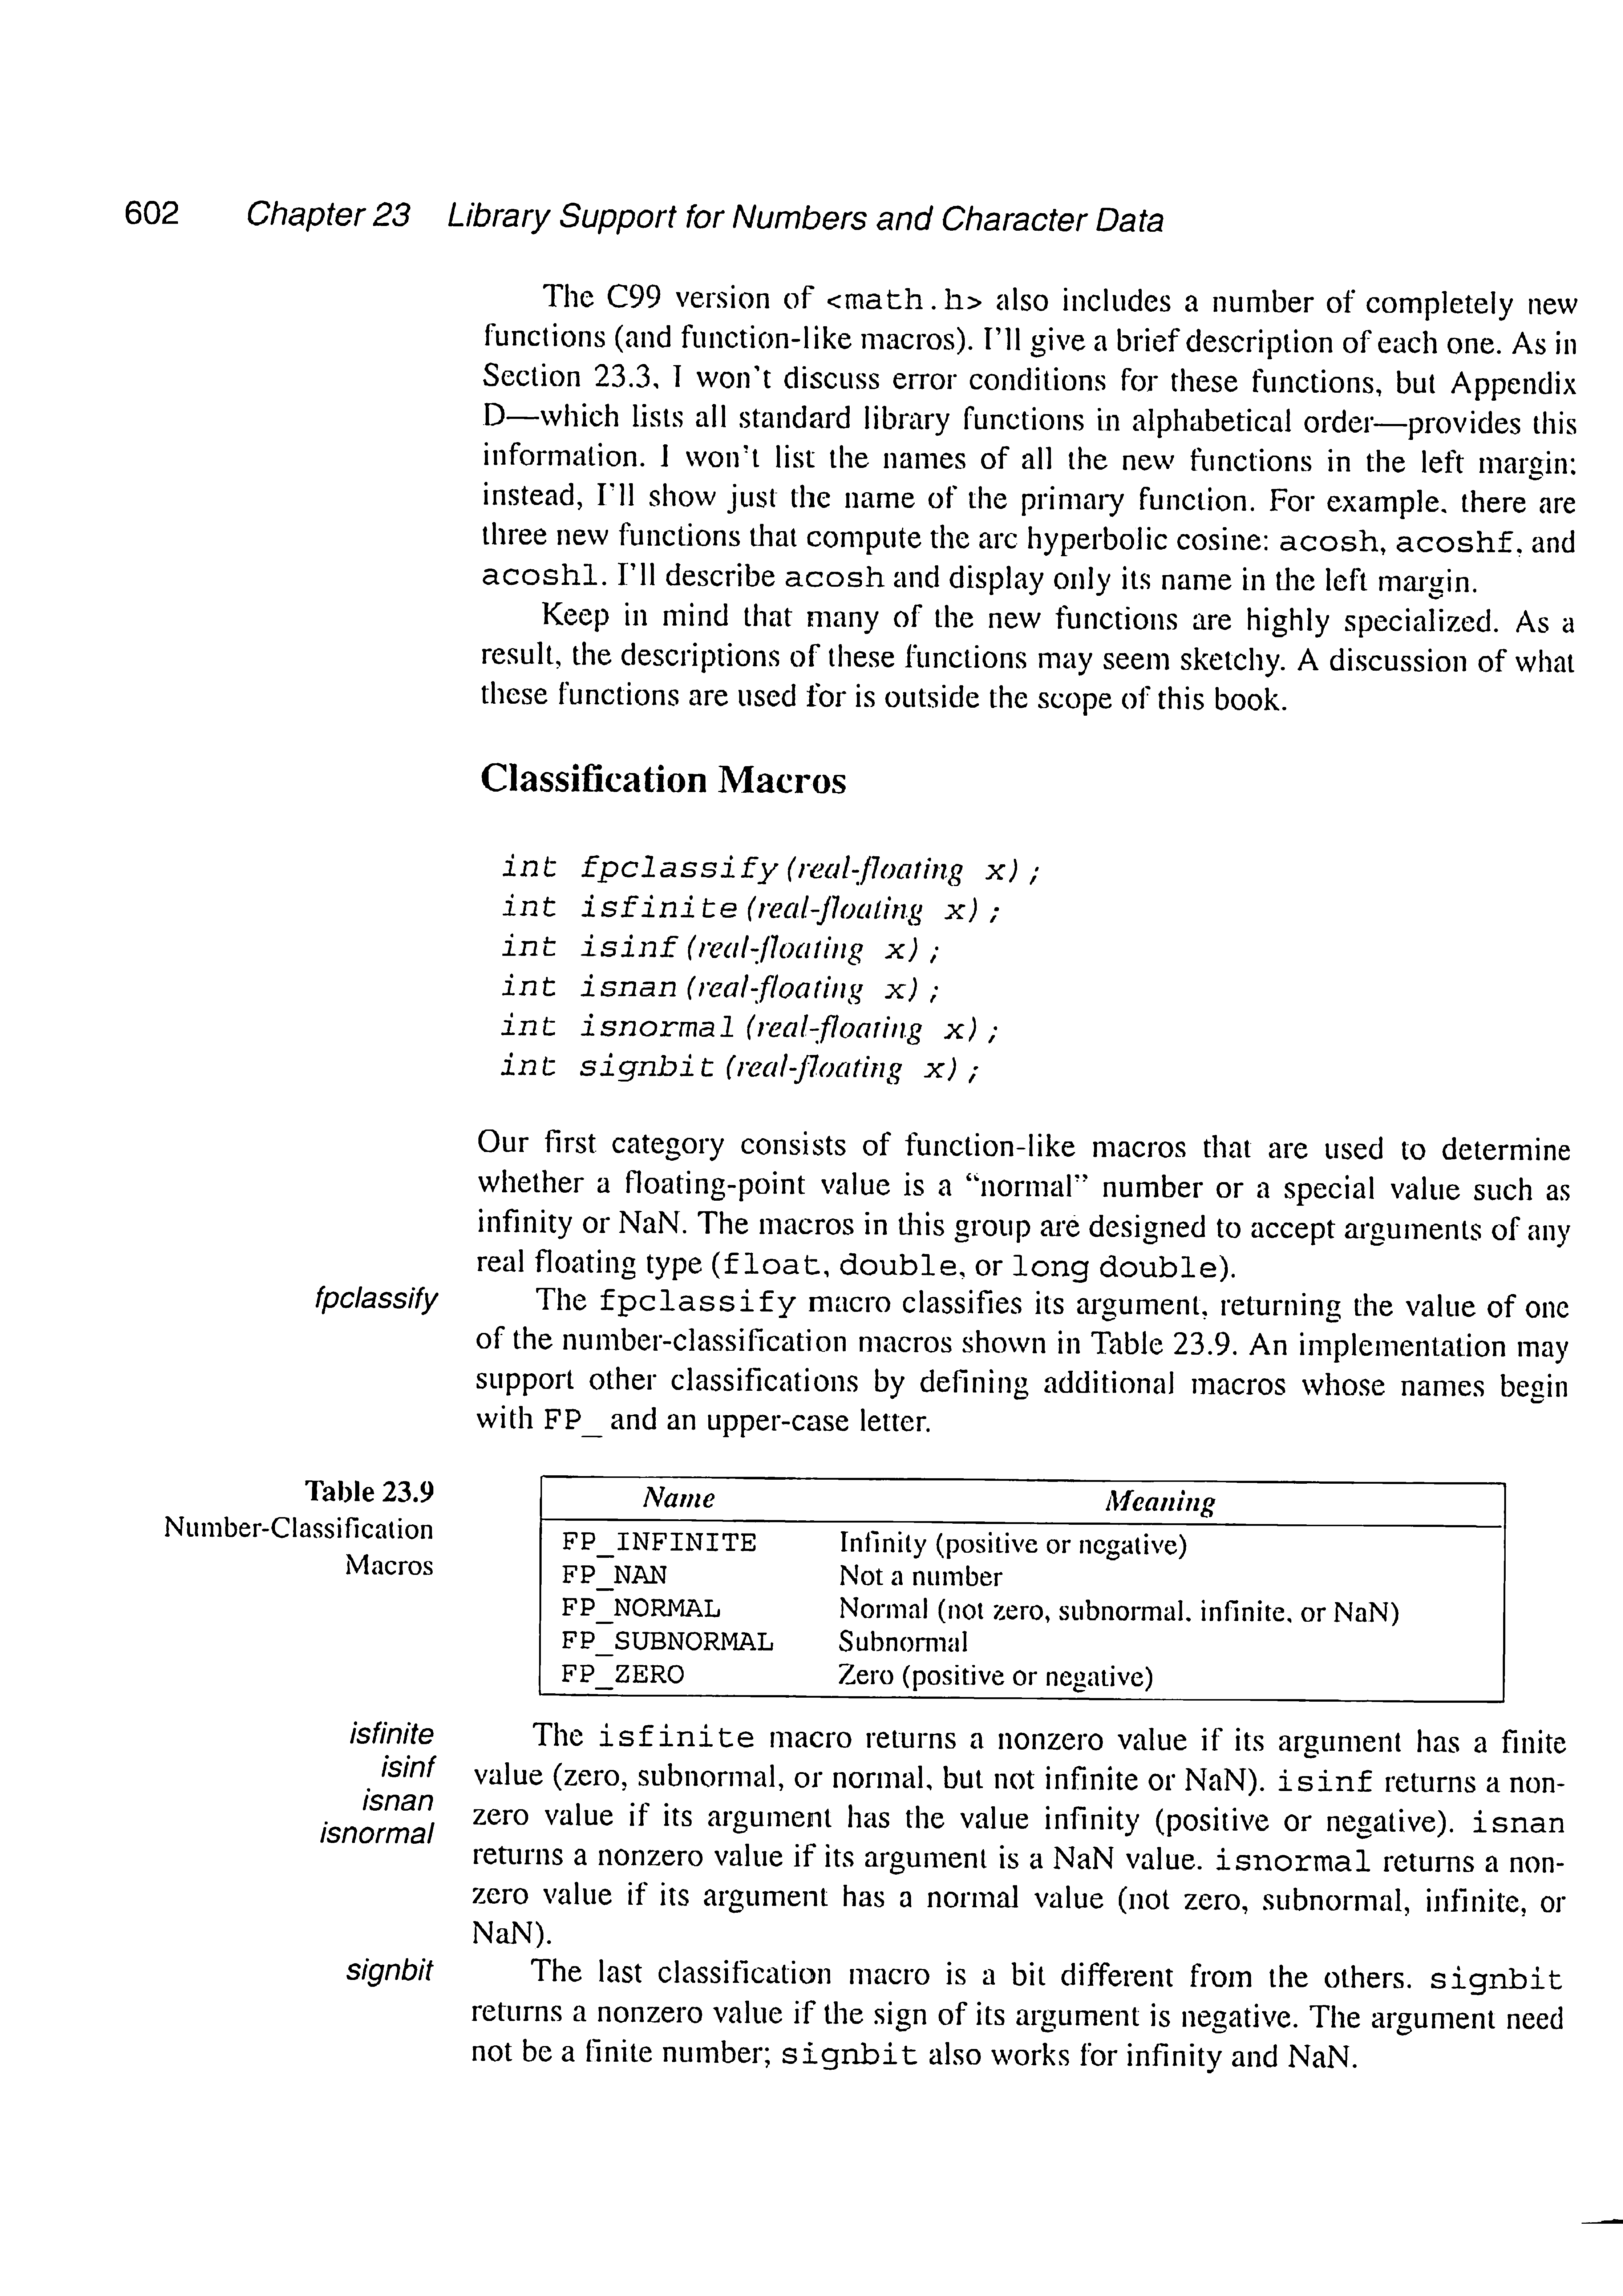 602 Chapter 23 Library Support for Numbers and Character Data
The C99 version of <math.h> also includes a number of completely new
functions (and function-like macros). I'll give a brief description of each one. As in
Section 23.3, I won't discuss error conditions for these functions, but Appendix
D—which lists all standard library functions in alphabetical order—provides this
information. I won't list the names of all the new functions in the left margin;
instead, I'll show just the name of the primary function. For example, there are
three new functions that compute the arc hyperbolic cosine: acosh, acoshf, and
acoshl. I'll describe acosh and display only its name in the left margin.
Keep in mind that many of the new functions are highly specialized. As a
result, the descriptions of these functions may seem sketchy. A discussion of what
these functions are used for is outside the scope of this book.
Classification Macros
int fpclassify(real-floating x);
int isfinite(real-floating x);
int isinf(real-floating x);
int isnan(real-floating x);
int isnormal(real-floating x);
int signbit(real-floating x);
Our first category consists of function-like macros that are used to determine
whether a floating-point value is a “normal” number or a special value such as
infinity or NaN. The macros in this group are designed to accept arguments of any
real floating type (float, double, or long double).
fpclassify
The fpclassify macro classifies its argument, returning the value of one
of the number-classification macros shown in Table 23.9. An implementation may
support other classifications by defining additional macros whose names begin
with FP_ and an upper-case letter.
Table 23.9
Number-Classification
Macros
Name Meaning
FP_INFINITE Infinity (positive or negative)
FP_NAN Not a number
FP_NORMAL Normal (not zero, subnormal, infinite, or NaN)
FP_SUBNORMAL Subnormal
FP_ZERO Zero (positive or negative)
isfinite
isinf
isnan
isnormal
The isfinite macro returns a nonzero value if its argument has a finite
value (zero, subnormal, or normal, but not infinite or NaN). isinf returns a non-
zero value if its argument has the value infinity (positive or negative). isnan
returns a nonzero value if its argument is a NaN value. isnormal returns a non-
zero value if its argument has a normal value (not zero, subnormal, infinite, or
NaN).
signbit
The last classification macro is a bit different from the others. signbit
returns a nonzero value if the sign of its argument is negative. The argument need
not be a finite number; signbit also works for infinity and NaN.